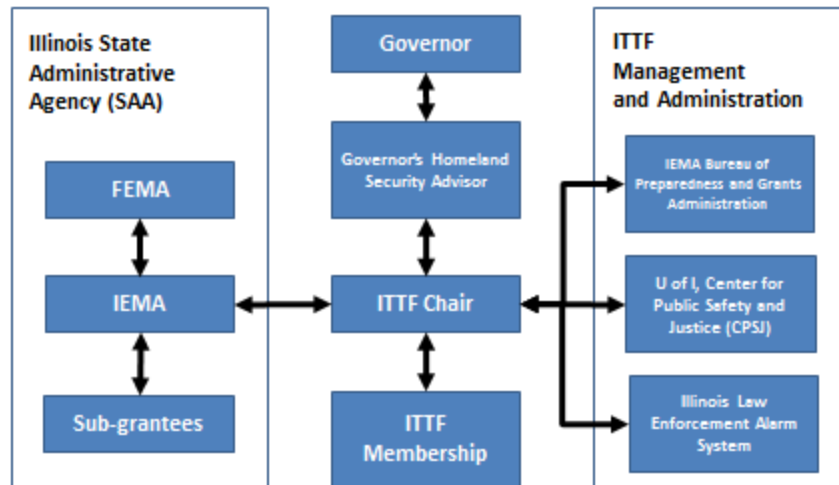 Illinois State
Administrative
Agency (SAA)
FEMA
IEMA
Sub-grantees
Governor
Governor's Homeland
Security Advisor
ITTF Chair
ITTF
Membership
ITTF
Management
and Administration
IEMA Bureau of
Preparedness and Grants
Administration
U of I, Center for
Public Safety and
Justice (CPSJ)
Illinois Law
Enforcement Alarm
System